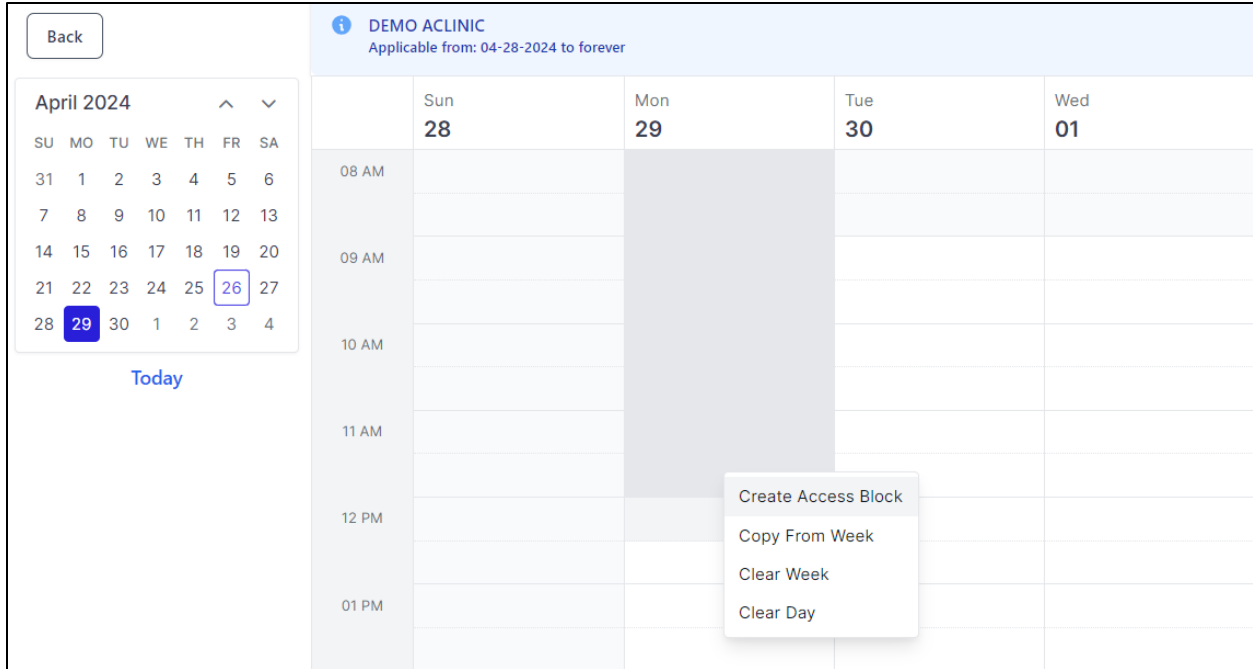 Back
April 2024
SU MO TU WE TH FR SA
31 1 2 3 4 5 6
7 8 9 10 11 12 13
14 15 16 17 18 19 20
21 22 23 24 25 26 27
28 29 30 1 2 3 4
Today
DEMO ACLINIC
Applicable from: 04-28-2024 to forever
Sun Mon Tue Wed
28 29 30 01
08 AM
09 AM
10 AM
11 AM
12 PM
01 PM
Create Access Block
Copy From Week
Clear Week
Clear Day